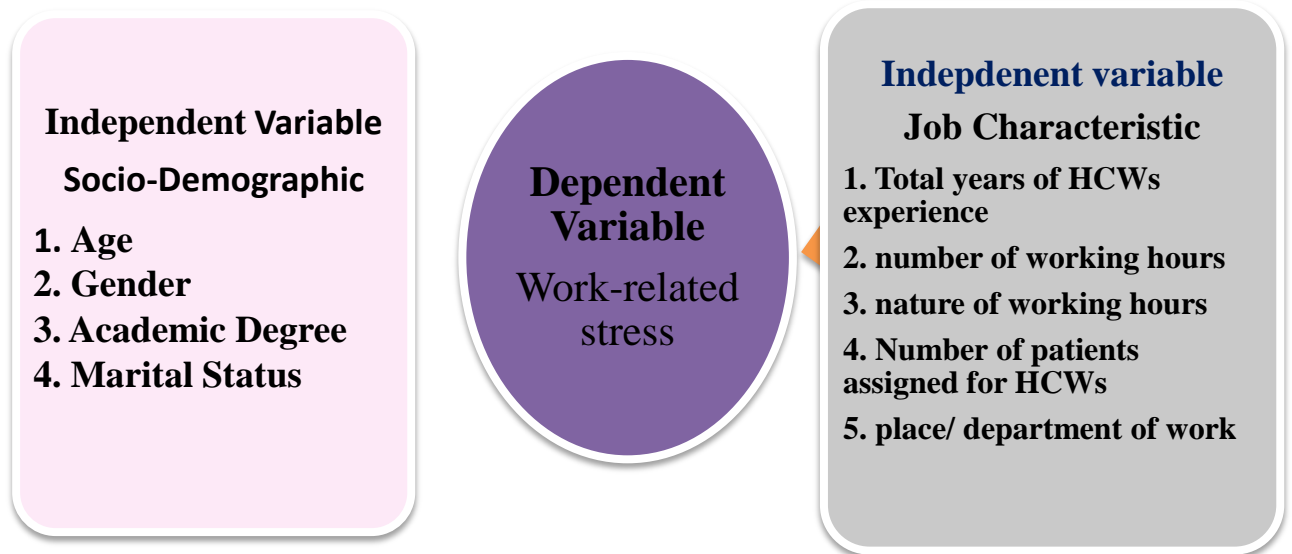 Independent Variable
Socio-Demographic
1. Age
2. Gender
3. Academic Degree
4. Marital Status
Dependent
Variable
Work-related
stress
Indepdenent variable
Job Characteristic
1. Total years of HCWs
experience
2. number of working hours
3. nature of working hours
4. Number of patients
assigned for HCWs
5. place/ department of work